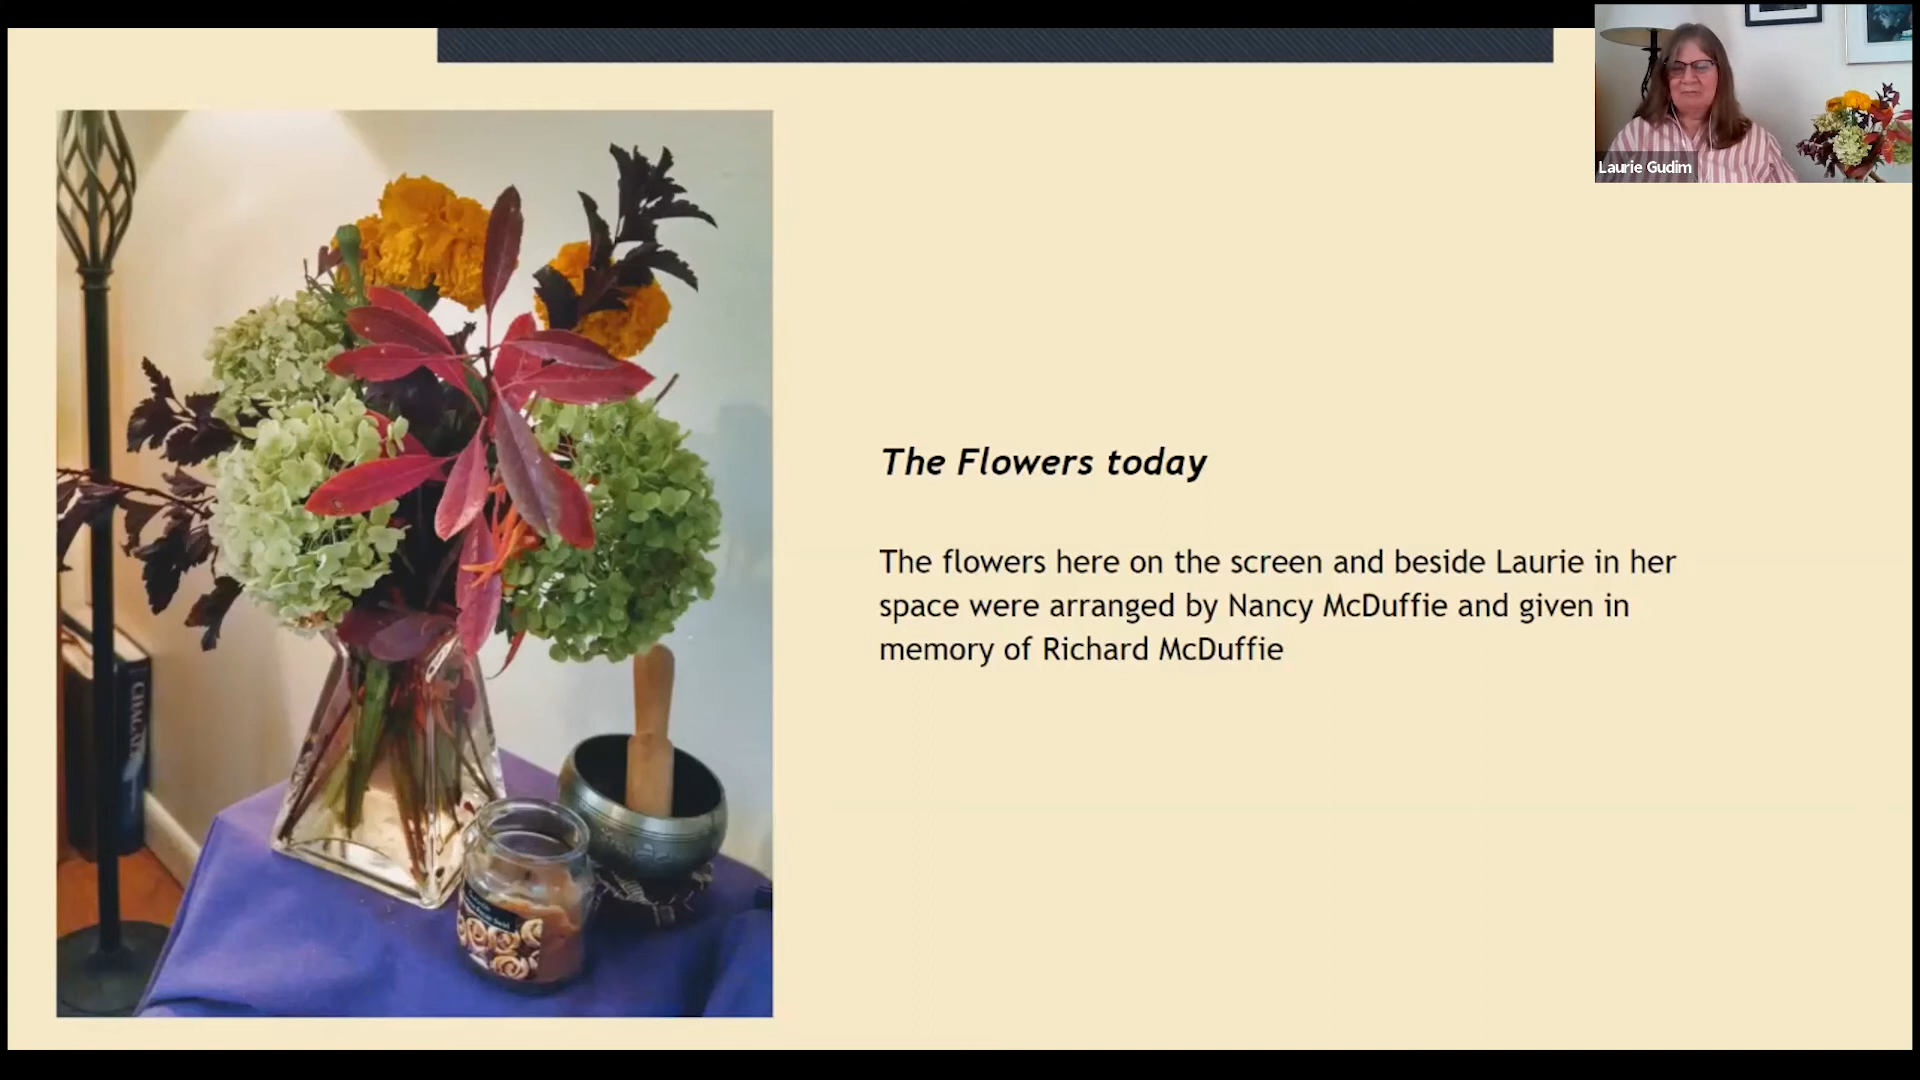 Laurie Gudim
The Flowers today
The flowers here on the screen and beside Laurie in her
space were arranged by Nancy McDuffie and given in
memory of Richard McDuffie